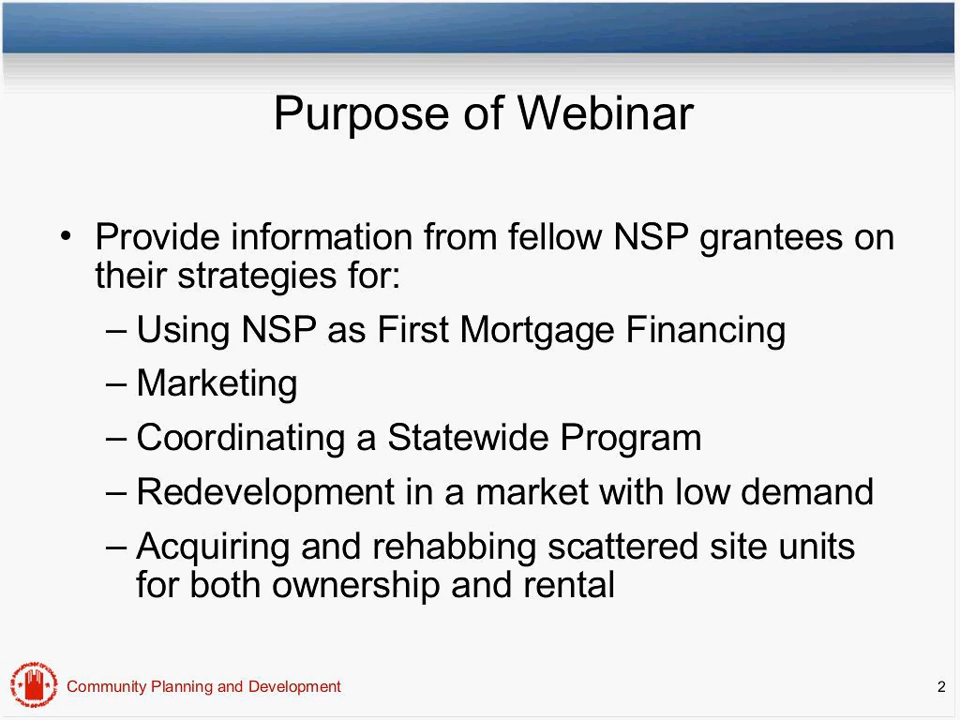 Purpose of Webinar
• Provide information from fellow NSP grantees on
their strategies for:
– Using NSP as First Mortgage Financing
– Marketing
– Coordinating a Statewide Program
– Redevelopment in a market with low demand
– Acquiring and rehabbing scattered site units
for both ownership and rental
Community Planning and Development
2